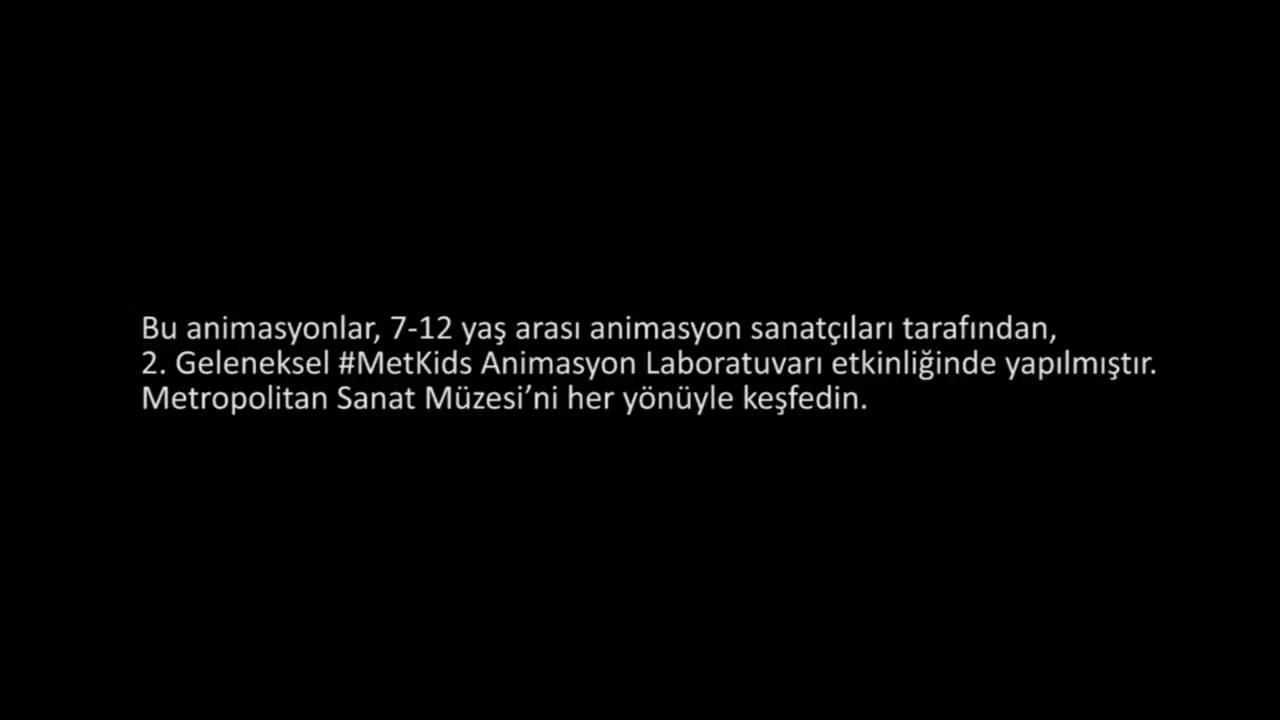 Bu animasyonlar, 7-12 yaş arası animasyon sanatçıları tarafından,
2. Geleneksel #MetKids Animasyon Laboratuvarı etkinliğinde yapılmıştır.
Metropolitan Sanat Müzesi’ni her yönüyle keşfedin.